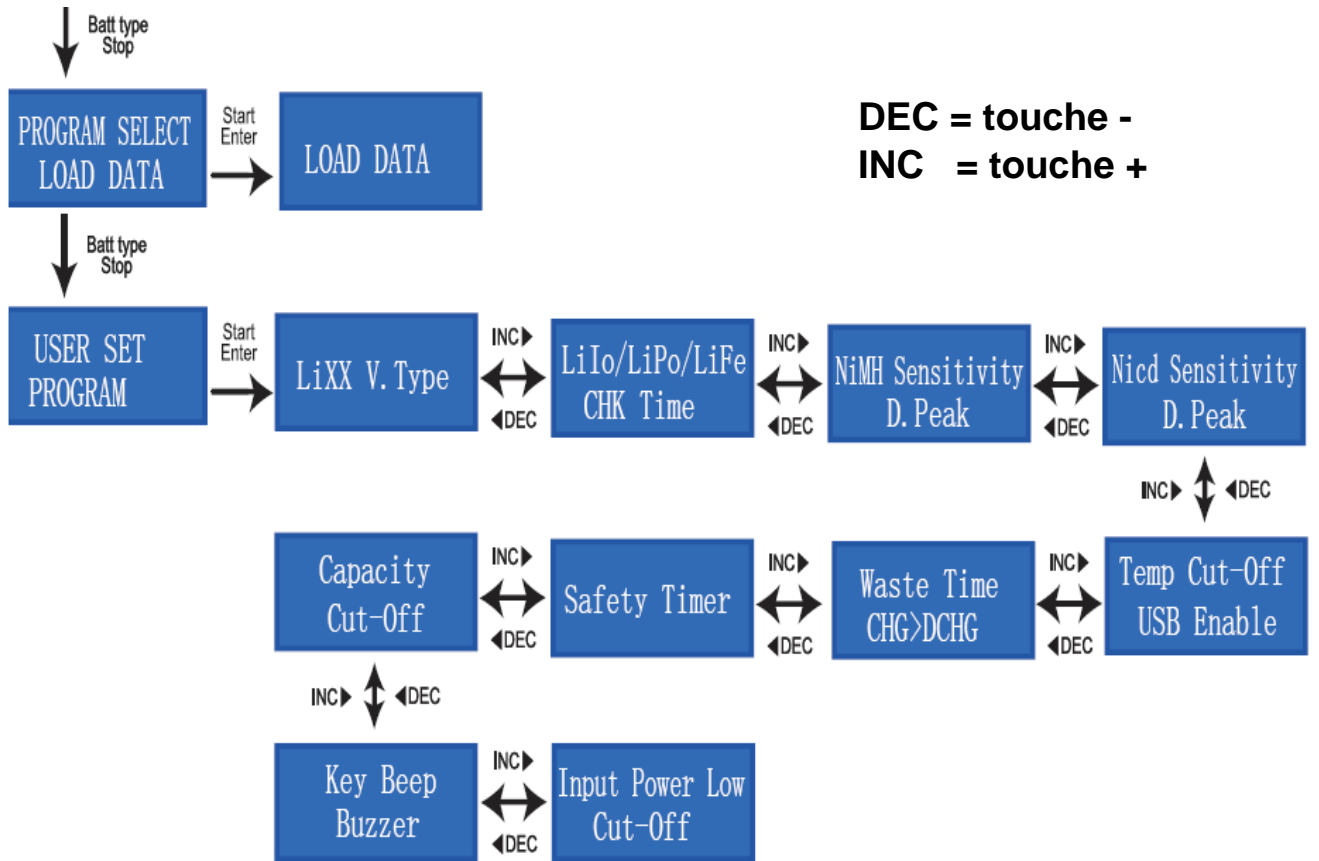 Batt type
Stop
PROGRAM SELECT
LOAD DATA
Start
Enter
LOAD DATA
DEC = touche -
INC = touche +
Batt type
Stop
USER SET
PROGRAM
Start
Enter
LiXX V.Type
INC▶
◀DEC
LiIo/LiPo/LiFe
CHK Time
INC▶
◀DEC
NiMH Sensitivity
D.Peak
INC▶
◀DEC
Nicd Sensitivity
D.Peak
INC▶ ◀DEC
Capacity
Cut-Off
INC▶
◀DEC
Safety Timer
INC▶
◀DEC
Waste Time
CHG>DCHG
INC▶
◀DEC
Temp Cut-Off
USB Enable
INC▶ ◀DEC
Key Beep
Buzzer
INC▶
◀DEC
Input Power Low
Cut-Off